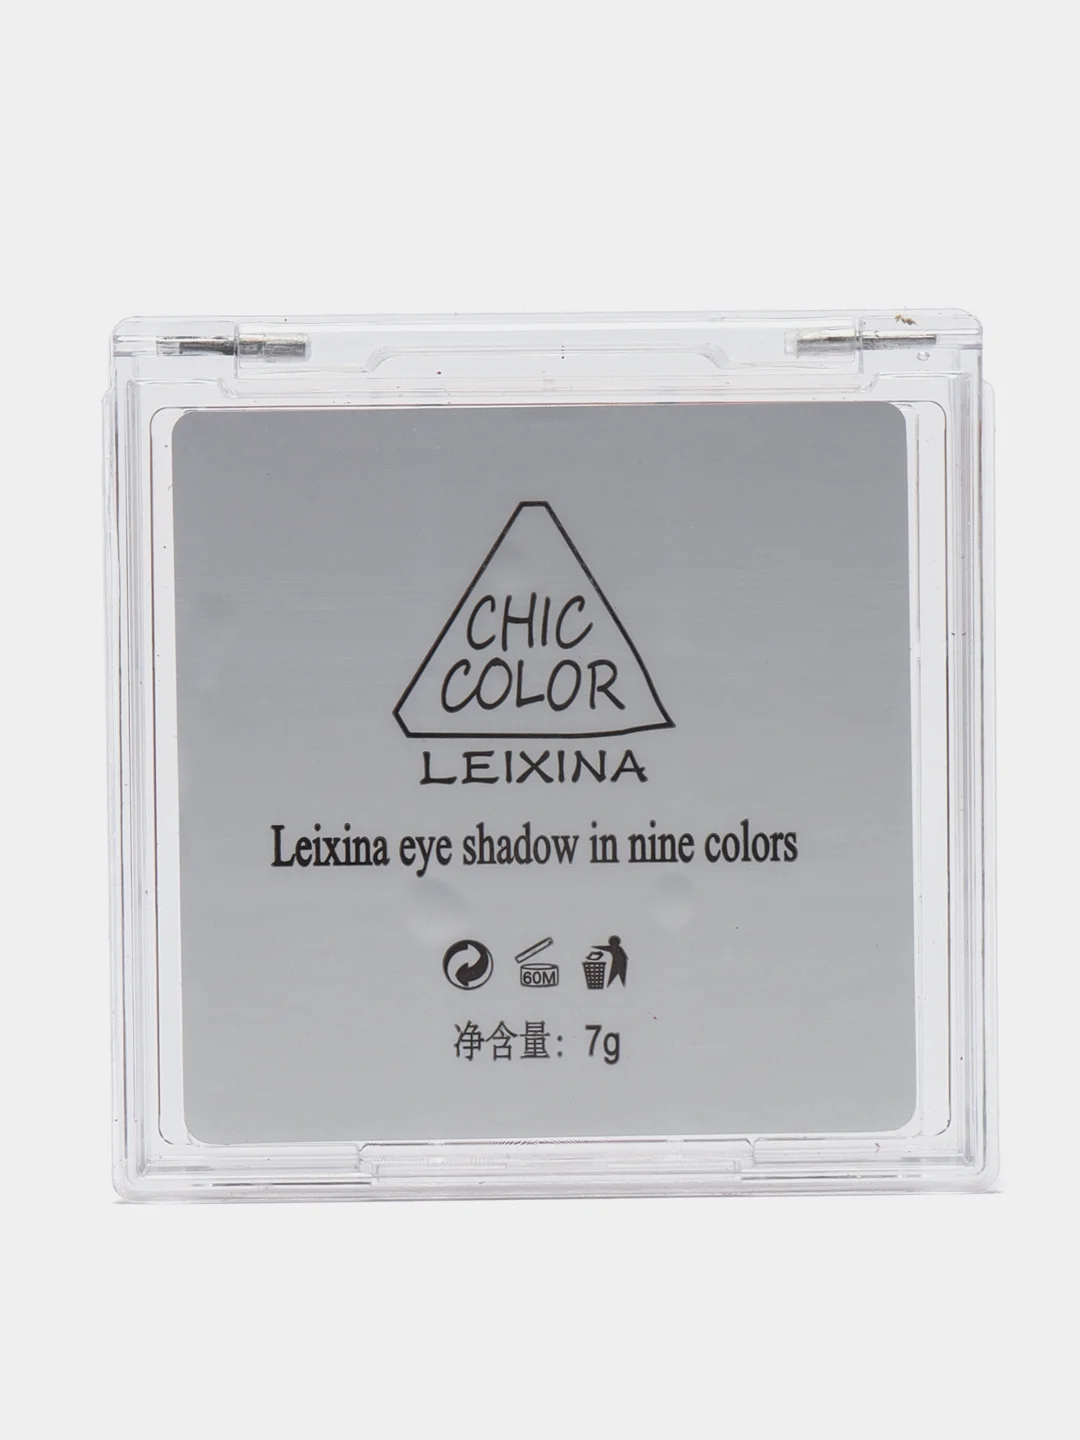 CHIC
COLOR
LEIXINA
Leixina eye shadow in nine colors
60M
净含量：7g